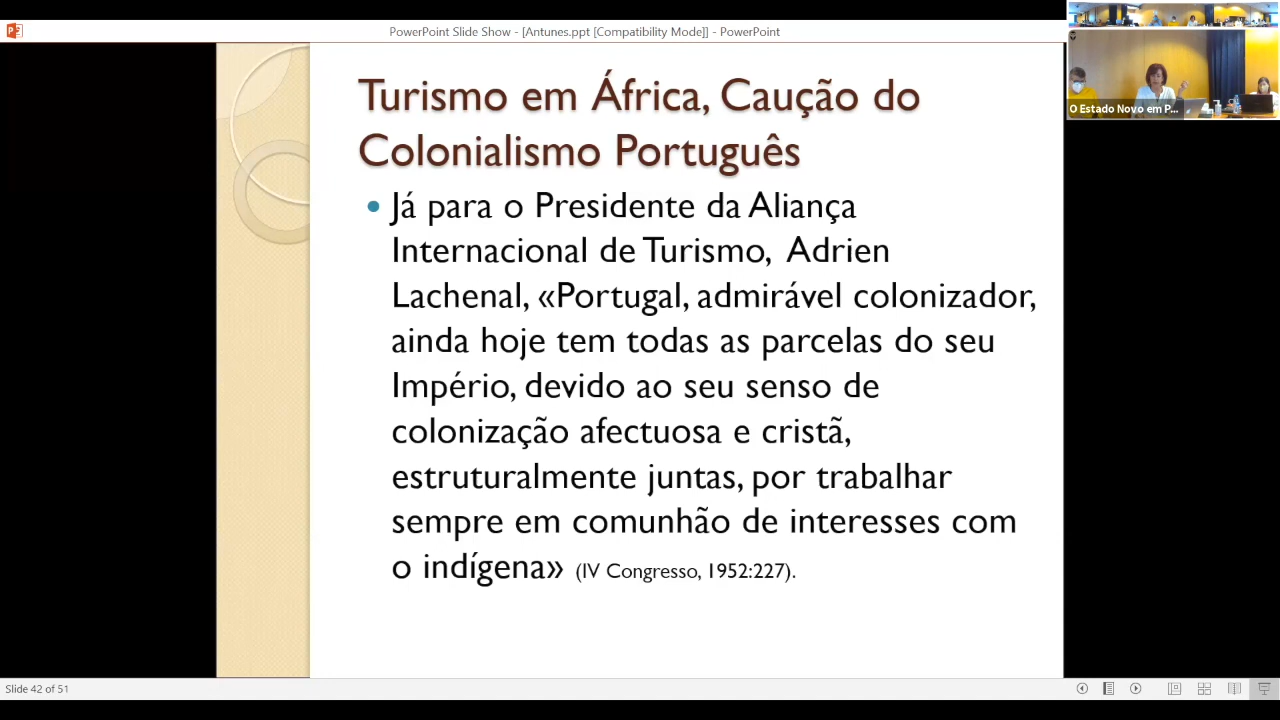 PowerPoint Slide Show - [Antunes.ppt [Compatibility Mode]] - PowerPoint
O Estado Novo em P...
Turismo em África, Caução do
Colonialismo Português
• Já para o Presidente da Aliança
Internacional de Turismo, Adrien
Lachenal, «Portugal, admirável colonizador,
ainda hoje tem todas as parcelas do seu
Império, devido ao seu senso de
colonização afectuosa e cristã,
estruturalmente juntas, por trabalhar
sempre em comunhão de interesses com
o indígena» (IV Congresso, 1952:227).
Slide 42 of 51